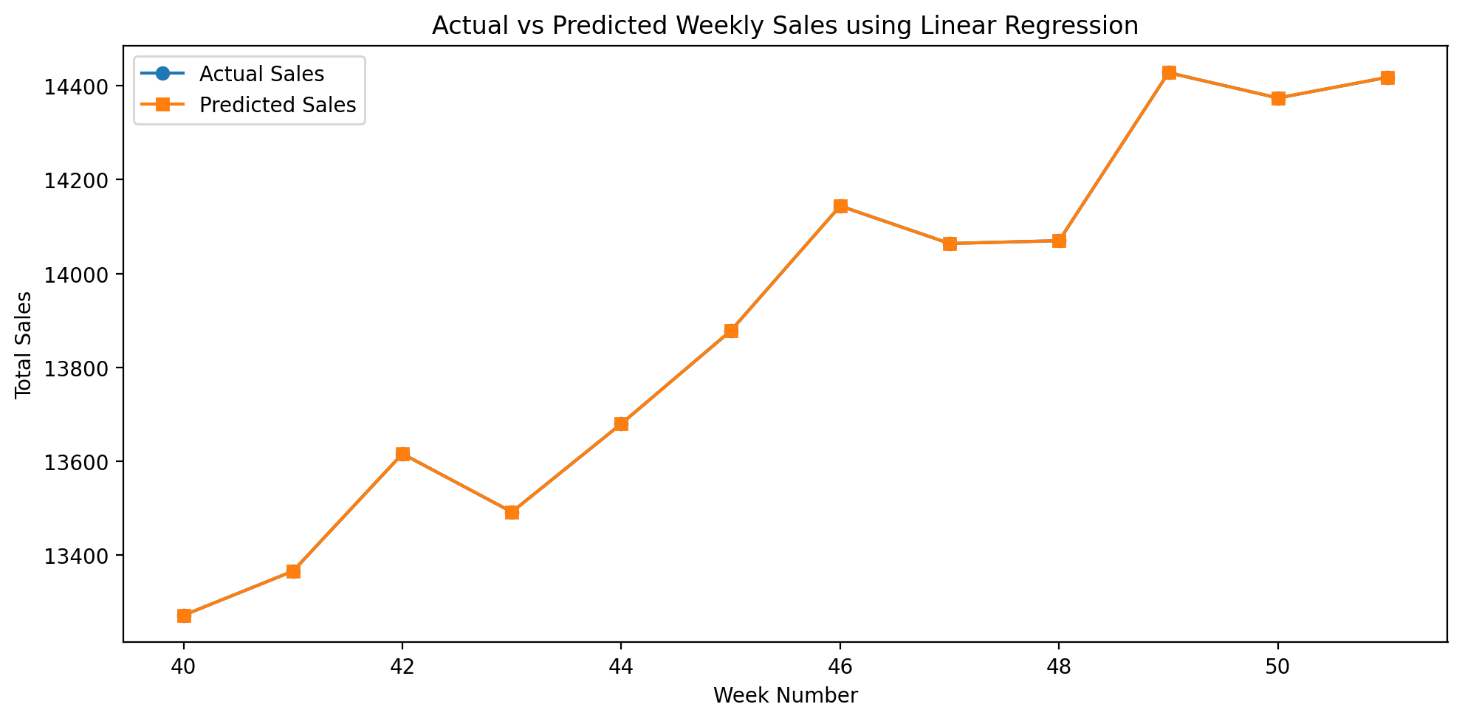 Actual vs Predicted Weekly Sales using Linear Regression
Actual Sales
Predicted Sales
Total Sales
14400
14200
14000
13800
13600
13400
40 42 44 46 48 50
Week Number